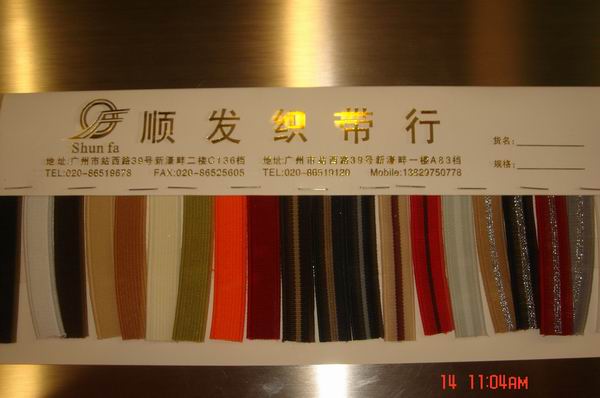 顺发织带行
Shun fa
货名:
地址:广州市站西路39号新濠畔二楼C136档 地址:广州市站西路39号新濠畔一楼A83档
规格:
TEL:020-86519678 FAX:020-86525605 TEL:020-86519120 Mobile:13829750778
14 11:04AM